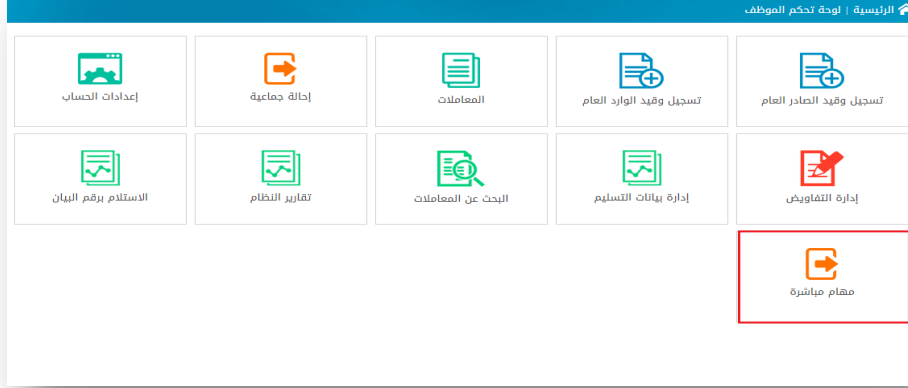 الرئيسية | لوحة تحكم الموظف
تسجيل وقيد الصادر العام
تسجيل وقيد الوارد العام
المعاملات
إحالة جماعية
إعدادات الحساب
إدارة التفاويض
إدارة بيانات التسليم
البحث عن المعاملات
تقارير النظام
الاستلام برقم البيان
مهام مباشرة